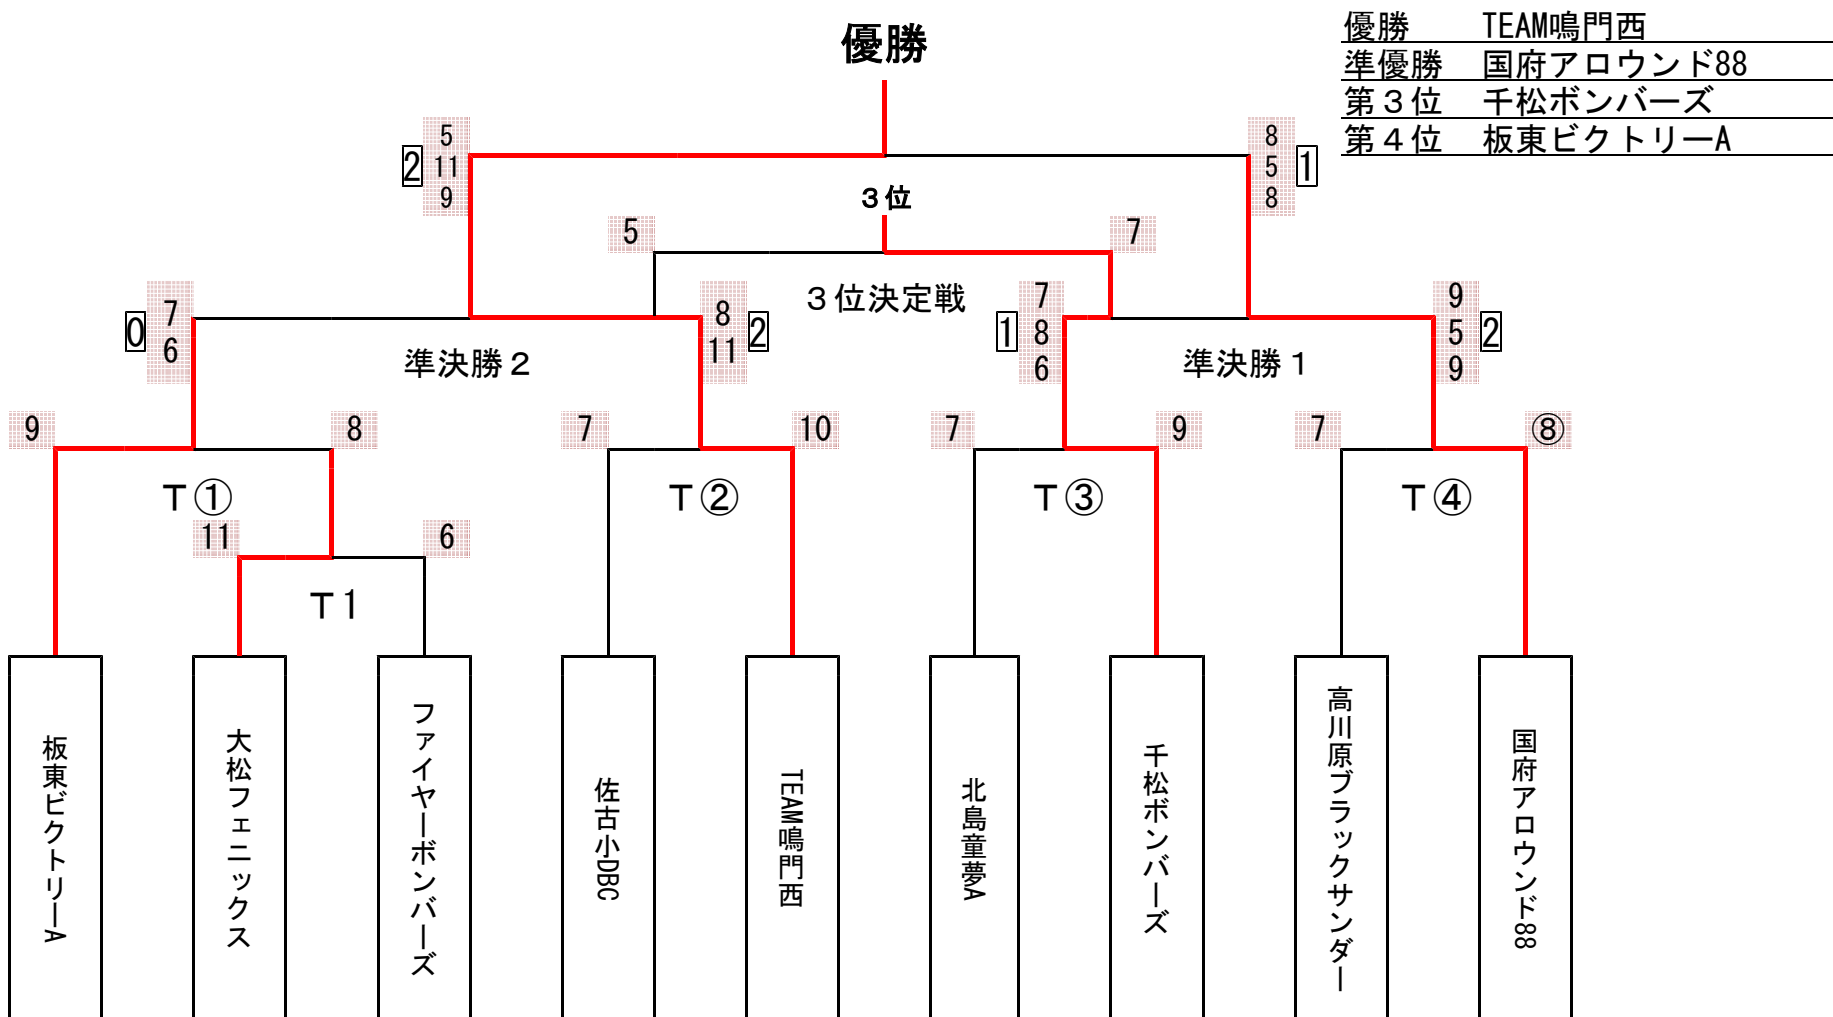 優勝
優勝 TEAM鳴門西
準優勝 国府アロウンド88
第3位 千松ボンバーズ
第4位 板東ビクトリーA
2 5 11 9
8 5 8 1
3位
5 7
3位決定戦
0 7 6
8 11 2
1 7 8 6
9 5 9 2
準決勝2 準決勝1
9 8 7 10 7 9 7 ⑧
T① T② T③ T④
11 6
T1
板東ビクトリーA
大松フェニックス
ファイヤーボンバーズ
佐古小DBC
TEAM鳴門西
北島童夢A
千松ボンバーズ
高川原ブラックサンダー
国府アロウンド88